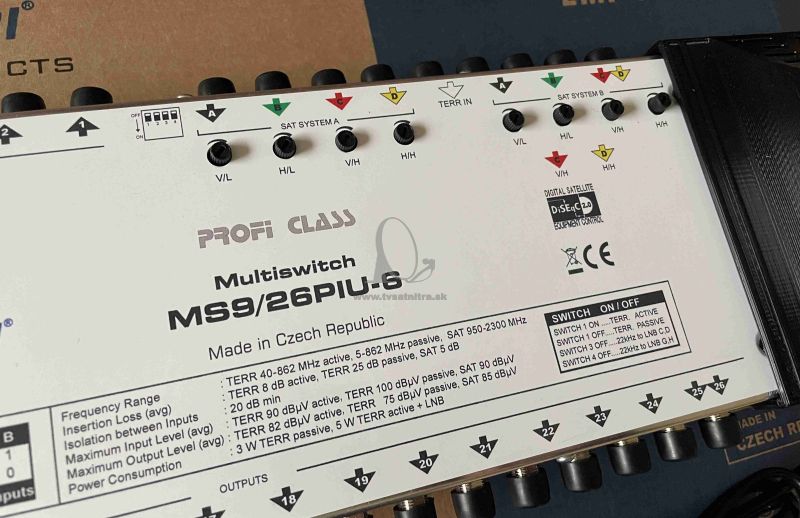 CTS
2
1
OFF
ON
1 2 3 4
A
B
C
D
TERR IN
A
B
C
D
SAT SYSTEM A
SAT SYSTEM B
V/L
H/L
V/H
H/H
V/L
H/L
V/H
H/H
C
V/H
D
H/H
DIGITAL SATELLITE
DiSEqC 2.0
EQUIPMENT CONTROL
CE
PROFI CLASS
Multiswitch
MS9/26PIU-6
www.tvsatnitra.sk
Made in Czech Republic
SWITCH ON / OFF
SWITCH 1 ON .....TERR. ACTIVE
SWITCH 1 OFF....TERR. PASSIVE
SWITCH 3 OFF....22kHz to LNB C.D
SWITCH 4 OFF....22kHz to LNB G.H
Frequency Range : TERR 40-862 MHz active, 5-862 MHz passive, SAT 950-2300 MHz
Insertion Loss (avg) : TERR 8 dB active, TERR 25 dB passive, SAT 5 dB
Isolation between Inputs : 20 dB min
Maximum Input Level (avg) : TERR 90 dBµV active, TERR 100 dBµV passive, SAT 90 dBµV
Maximum Output Level (avg) : TERR 82 dBµV active, TERR 75 dBµV passive, SAT 85 dBµV
Power Consumption : 3 W TERR passive, 5 W TERR active + LNB
B
1
0
OUTPUTS
18
19
20
21
22
23
24
25
26
MADE IN
CZECH RE